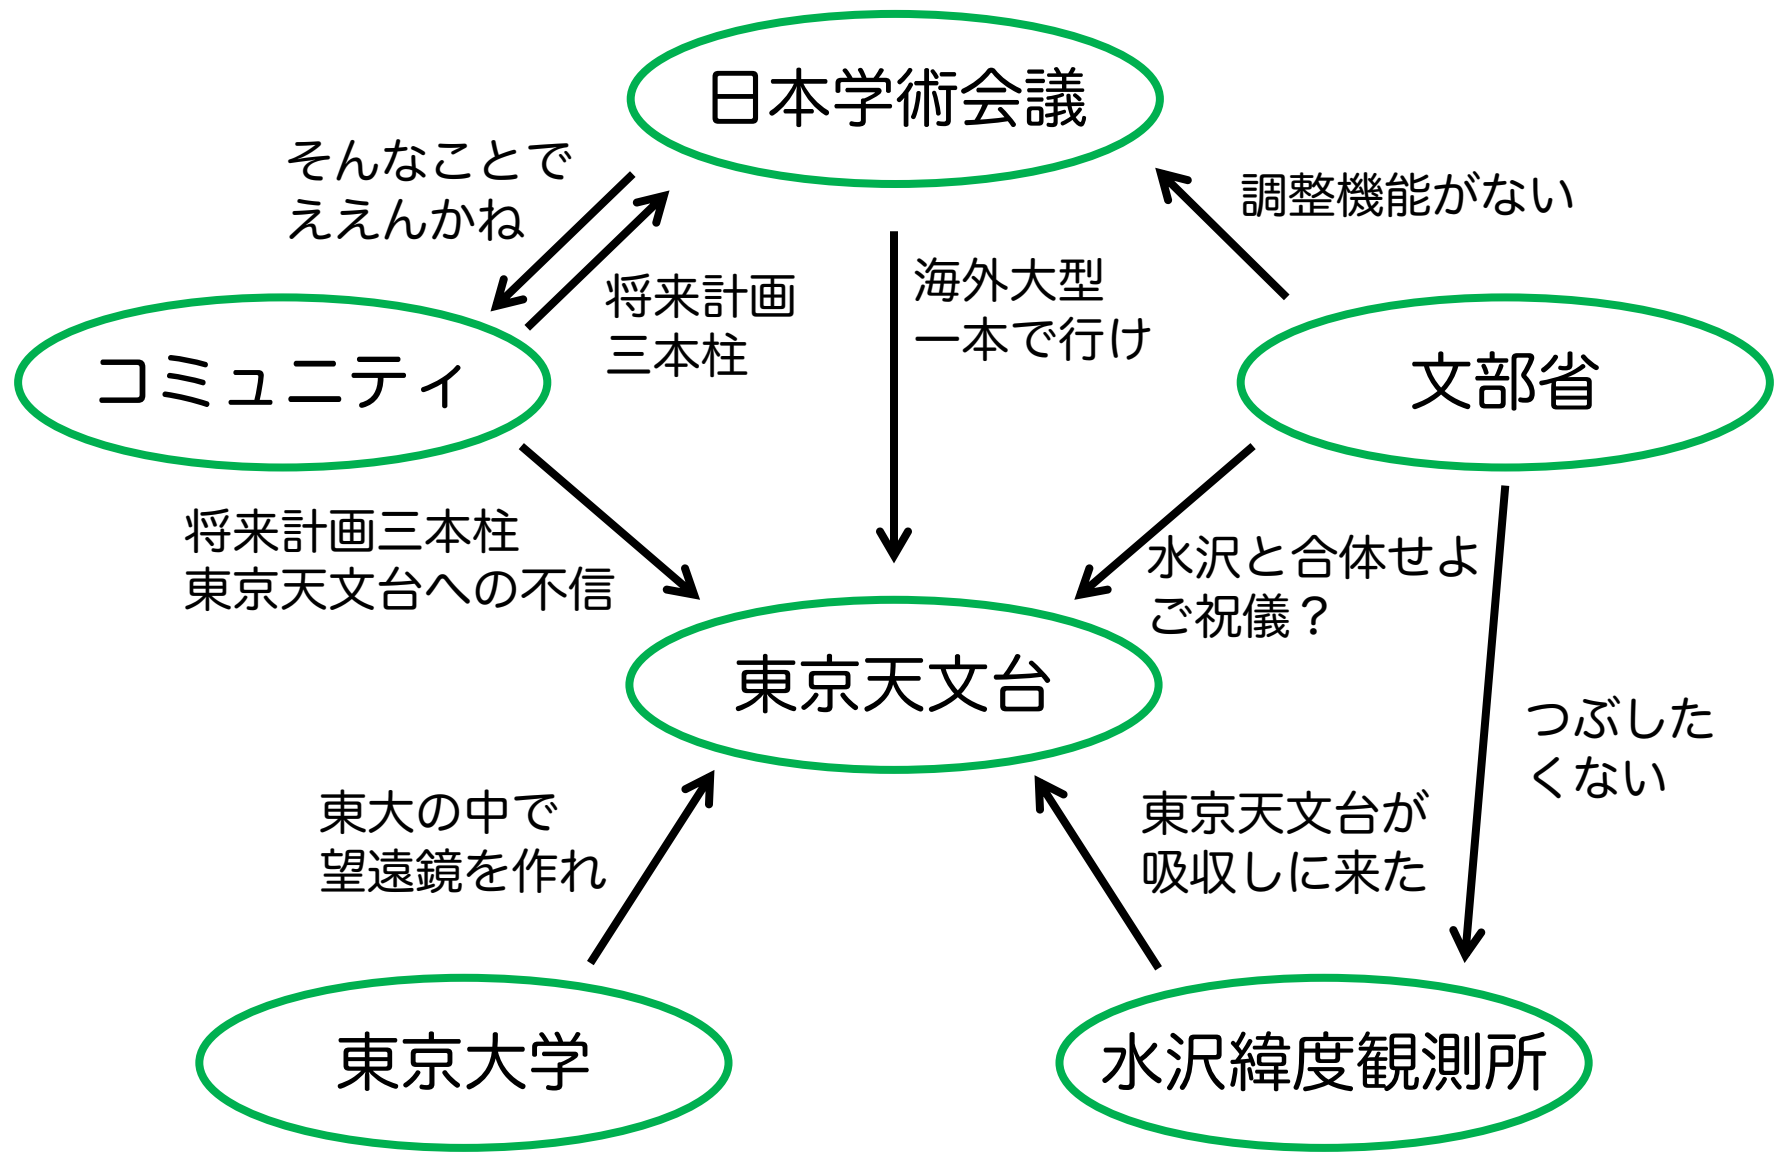 日本学術会議
そんなことで
ええんかね
調整機能がない
将来計画
三本柱
海外大型
一本で行け
コミュニティ
文部省
将来計画三本柱
東京天文台への不信
水沢と合体せよ
ご祝儀？
東京天文台
つぶした
くない
東大の中で
望遠鏡を作れ
東京天文台が
吸収しに来た
東京大学
水沢緯度観測所